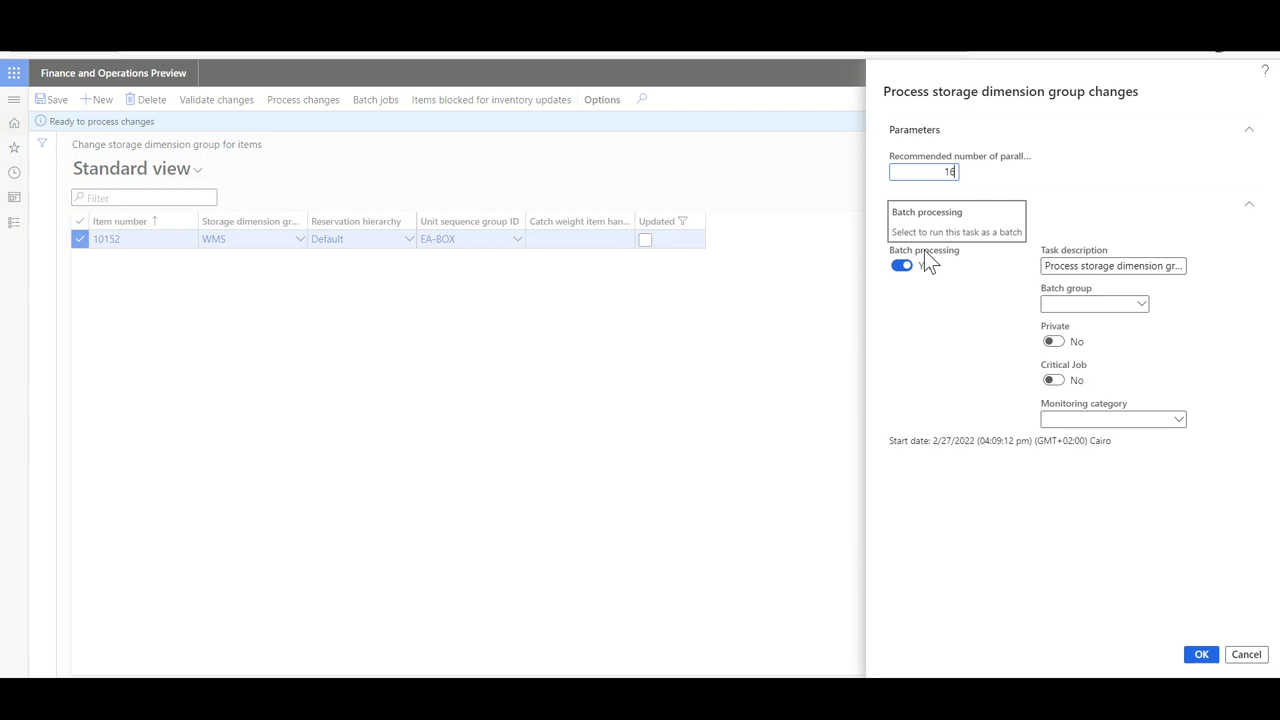 Finance and Operations Preview
?
Save New Delete Validate changes Process changes Batch jobs Items blocked for inventory updates Options
Ready to process changes
Change storage dimension group for items
Standard view
Filter
Item number Storage dimension gr... Reservation hierarchy Unit sequence group ID Catch weight item han... Updated
10152 WMS Default EA-BOX
Process storage dimension group changes
Parameters
Recommended number of parall...
16
Batch processing
Select to run this task as a batch
Batch processing
Task description
Process storage dimension gr...
Batch group
Private
No
Critical Job
No
Monitoring category
Start date: 2/27/2022 (04:09:12 pm) (GMT+02:00) Cairo
OK Cancel